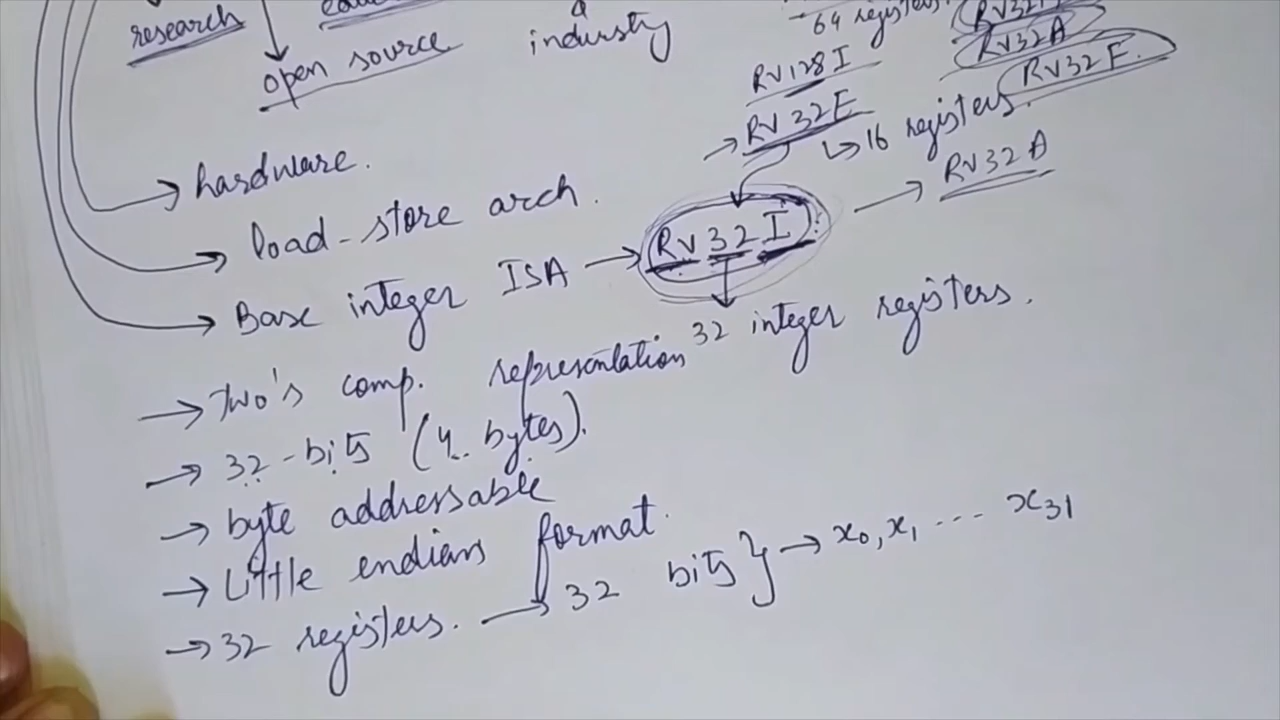 research
open source
industry
64 registers.
RV32A
RV32F.
RV128I
RV32E
→ 16 registers.
RV32A
→ hardware.
→ load-store arch.
→ Base integer ISA → RV32I
32 integer registers.
→ Two's comp. representation
→ 32-bits (4 bytes).
→ byte addressable
→ Little endian format.
→ 32 registers. → 32 bits } → x0, x1 --- x31